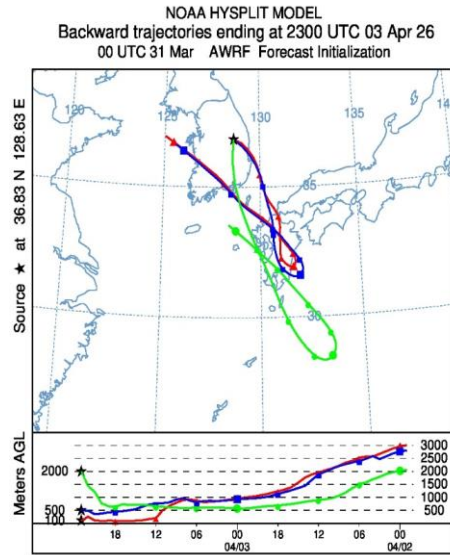 NOAA HYSPLIT MODEL
Backward trajectories ending at 2300 UTC 03 Apr 26
00 UTC 31 Mar AWRF Forecast Initialization
Source ★ at 36.83 N 128.63 E
120
125
130
135
140
35
30
Meters AGL
2000
500
100
3000
2500
2000
1500
1000
500
18 12 06 00 18 12 06 00
04/03 04/02